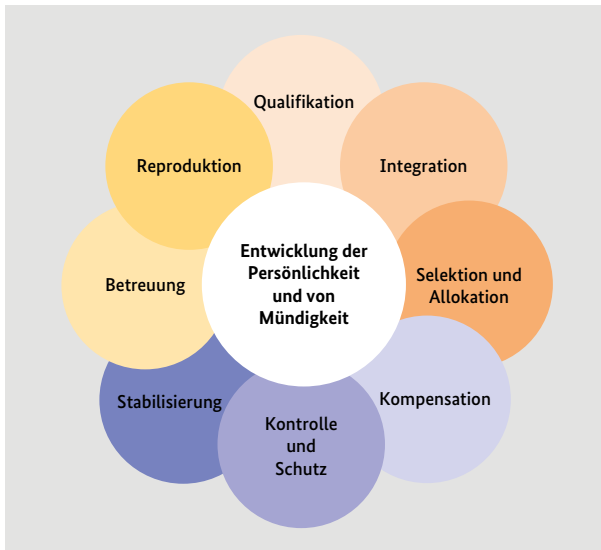 Qualifikation
Integration
Selektion und
Allokation
Kompensation
Kontrolle
und
Schutz
Stabilisierung
Betreuung
Reproduktion
Entwicklung der
Persönlichkeit
und von
Mündigkeit